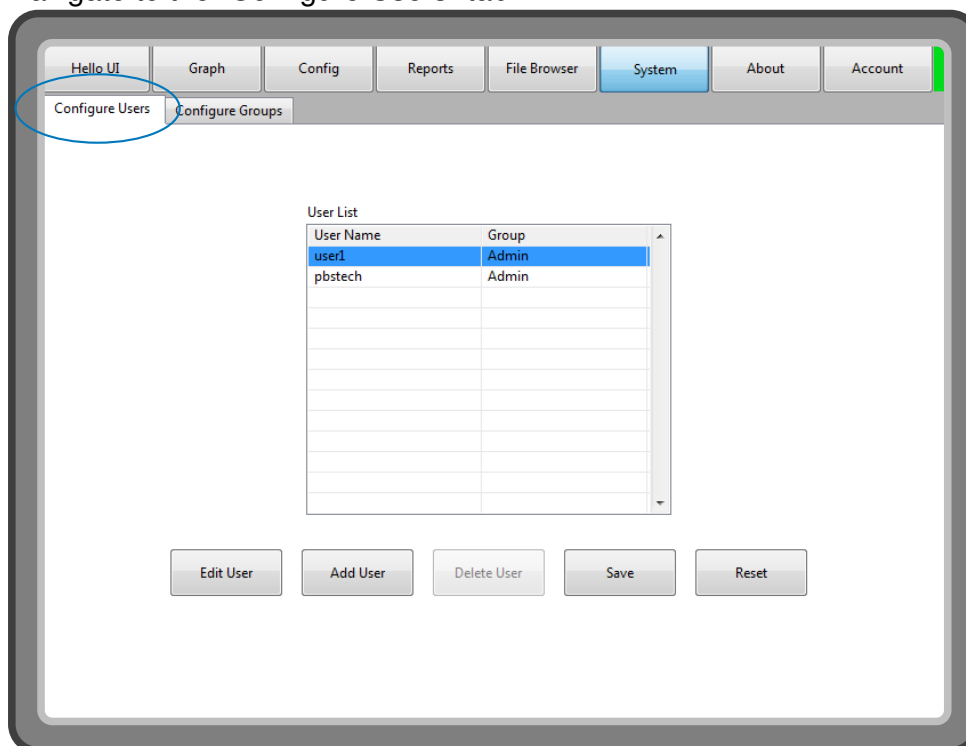 Hello UI Graph Config Reports File Browser System About Account
Configure Users Configure Groups
User List
User Name Group
user1 Admin
pbstech Admin
Edit User Add User Delete User Save Reset